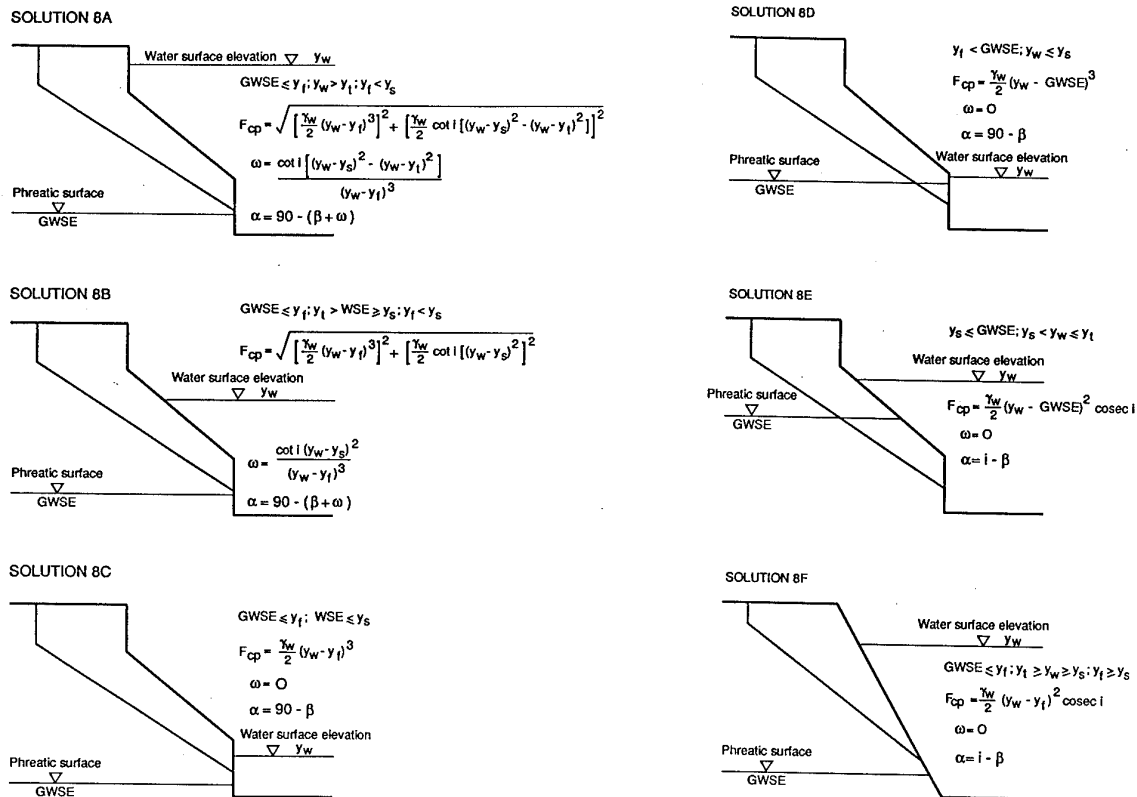 SOLUTION 8A
Water surface elevation ▽ y_w
GWSE ≤ y_f; y_w > y_t; y_f < y_s
F_cp = √([γ_w/2 (y_w - y_f)^3]^2 + [γ_w/2 cot i [(y_w - y_s)^2 - (y_w - y_t)^2]]^2)
ω = cot i [(y_w - y_s)^2 - (y_w - y_t)^2] / (y_w - y_f)^3
Phreatic surface
▽
GWSE
α = 90 - (β + ω)
SOLUTION 8B
GWSE ≤ y_f; y_t > WSE ≥ y_s; y_f < y_s
F_cp = √([γ_w/2 (y_w - y_f)^3]^2 + [γ_w/2 cot i [(y_w - y_s)^2]^2)
Water surface elevation
▽ y_w
ω = cot i (y_w - y_s)^2 / (y_w - y_f)^3
Phreatic surface
▽
GWSE
α = 90 - (β + ω)
SOLUTION 8C
GWSE ≤ y_f; WSE ≤ y_s
F_cp = γ_w/2 (y_w - y_f)^3
ω = O
α = 90 - β
Water surface elevation
▽ y_w
Phreatic surface
▽
GWSE
SOLUTION 8D
y_f < GWSE; y_w ≤ y_s
F_cp = γ_w/2 (y_w - GWSE)^3
ω = O
α = 90 - β
Phreatic surface
▽
GWSE
Water surface elevation
▽ y_w
SOLUTION 8E
y_s ≤ GWSE; y_s < y_w ≤ y_t
Water surface elevation
▽ y_w
Phreatic surface
▽
GWSE
F_cp = γ_w/2 (y_w - GWSE)^2 cosec i
ω = O
α = i - β
SOLUTION 8F
Water surface elevation
▽ y_w
GWSE ≤ y_f; y_t ≥ y_w ≥ y_s; y_f ≥ y_s
F_cp = γ_w/2 (y_w - y_f)^2 cosec i
ω = O
α = i - β
Phreatic surface
▽
GWSE